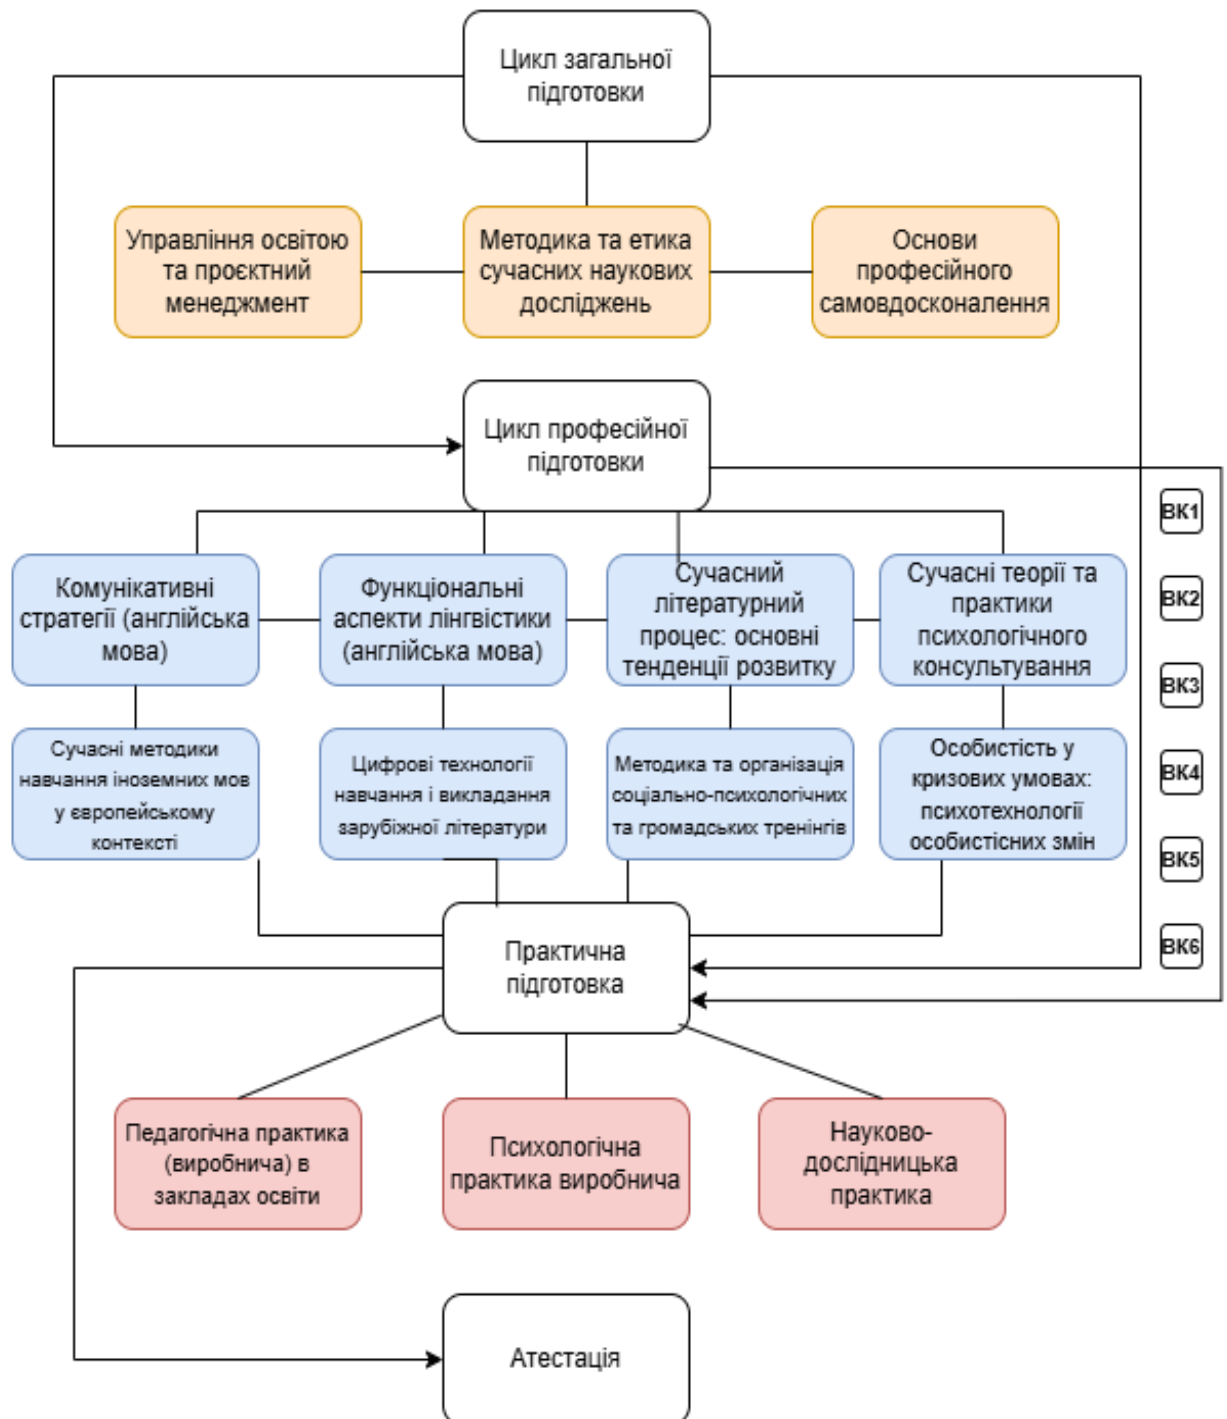 Цикл загальної
підготовки
Управління освітою
та проєктний
менеджмент
Методика та етика
сучасних наукових
досліджень
Основи
професійного
самовдосконалення
Цикл професійної
підготовки
ВК1
Комунікативні
стратегії (англійська
мова)
Функціональні
аспекти лінгвістики
(англійська мова)
Сучасний
літературний
процес: основні
тенденції розвитку
Сучасні теорії та
практики
психологічного
консультування
ВК2
ВК3
Сучасні методики
навчання іноземних мов
у європейському
контексті
Цифрові технології
навчання і викладання
зарубіжної літератури
Методика та організація
соціально-психологічних
та громадських тренінгів
Особистість у
кризових умовах:
психотехнології
особистісних змін
ВК4
ВК5
ВК6
Практична
підготовка
Педагогічна практика
(виробнича) в
закладах освіти
Психологічна
практика виробнича
Науково-
дослідницька
практика
Атестація